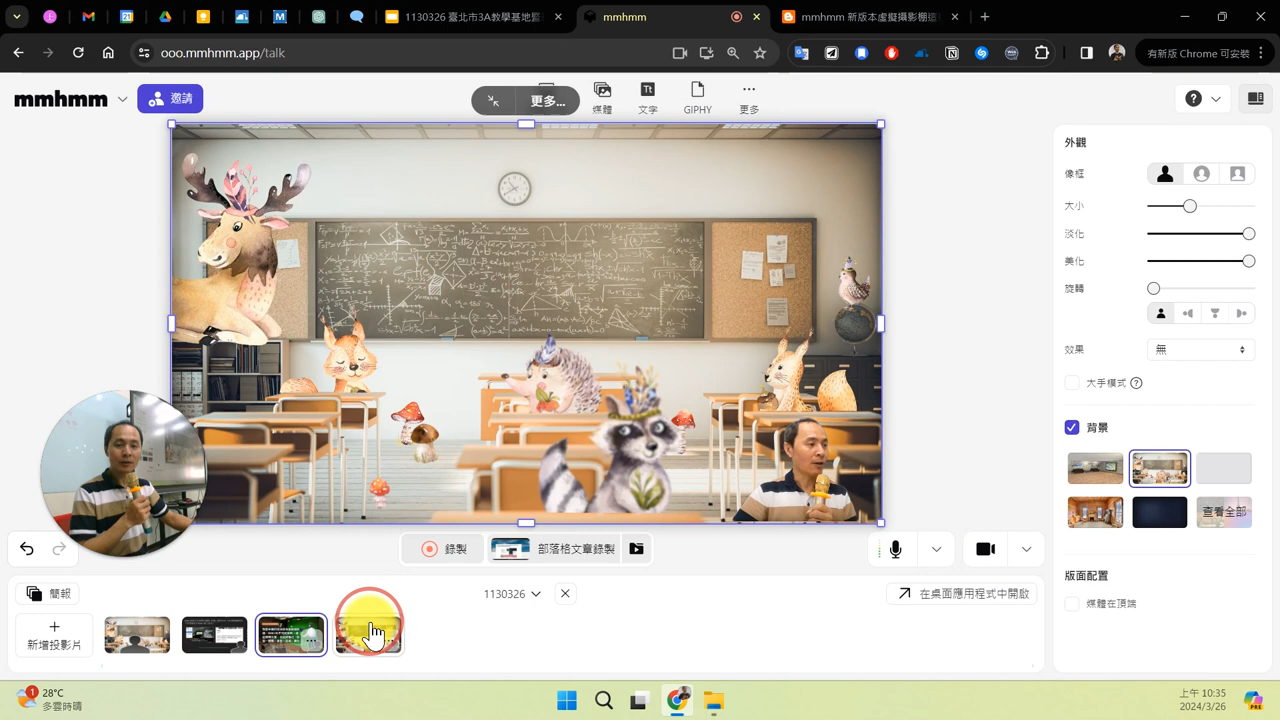 1130326 臺北市3A教學基地暨
mmhmm
mmhmm 新版本虛擬攝影棚這
ooo.mmhmm.app/talk
有新版 Chrome 可安裝
mmhmm
邀請
更多...
媒體
Tt
文字
GIPHY
更多
外觀
像框
大小
淡化
美化
旋轉
效果
無
大手模式
背景
查看全部
版面配置
媒體在頂端
錄製
部落格文章錄製
簡報
1130326
在桌面應用程式中開啟
新增投影片
1
28°C
多雲時晴
上午 10:35
2024/3/26
PRE